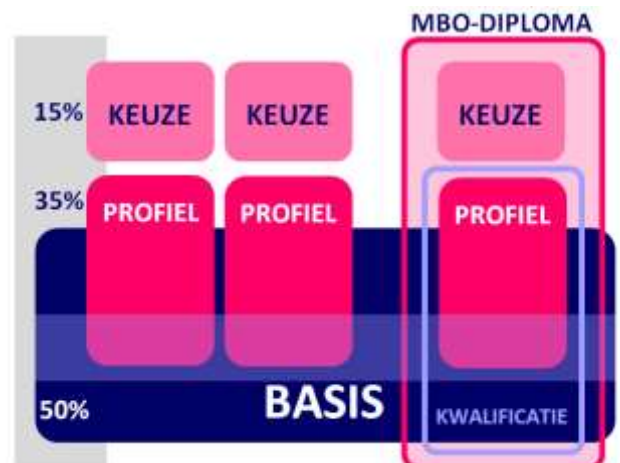 MBO-DIPLOMA
15% KEUZE KEUZE KEUZE
35% PROFIEL PROFIEL PROFIEL
50% BASIS KWALIFICATIE